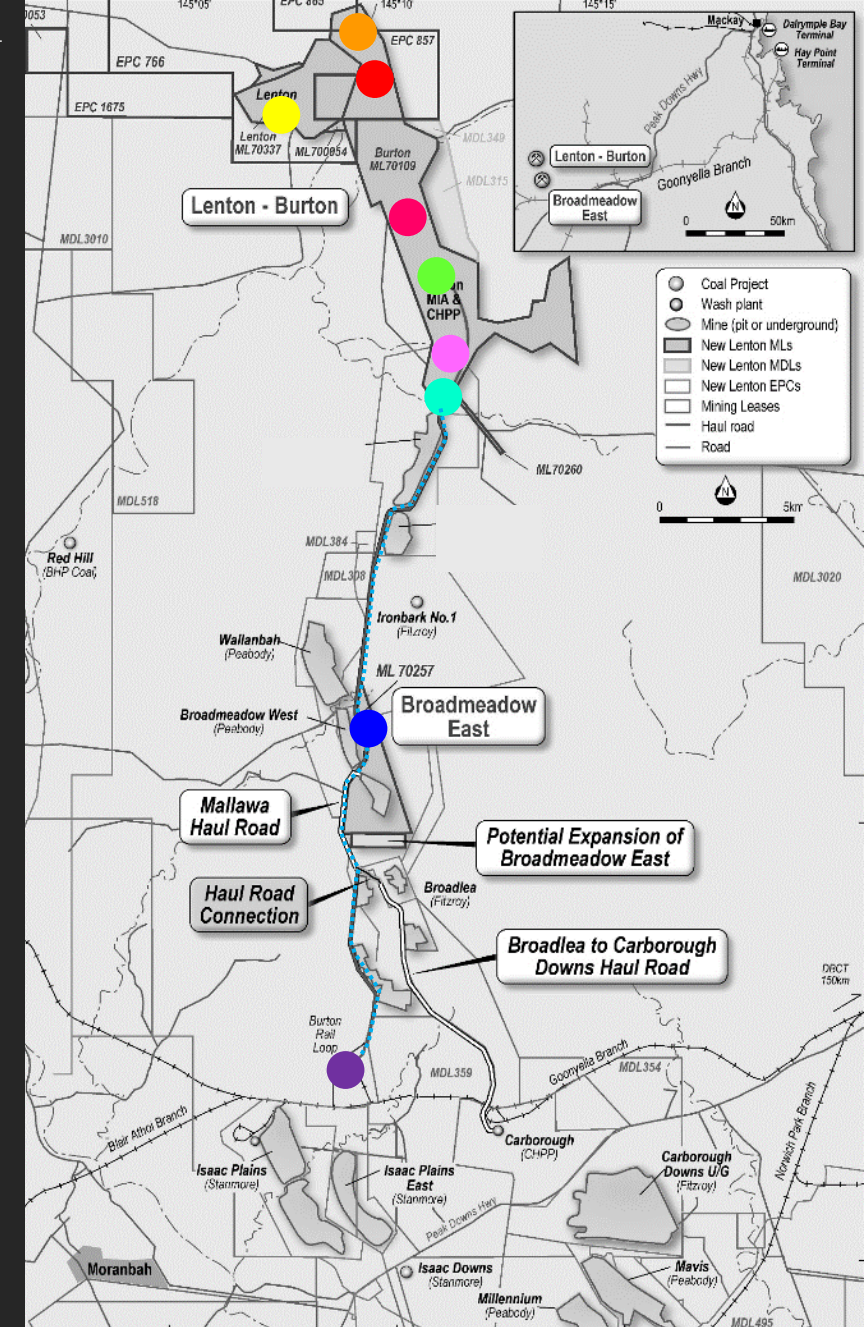 145°05'
145°10'
145°15'
0053
EPC 865
EPC 857
EPC 766
EPC 1675
Lenton
Lenton
ML70337
ML700054
Burton
ML70109
MDL349
MDL315
Lenton - Burton
MDL3010
MIA &
CHPP
Mackay
Dalrymple Bay
Terminal
Hay Point
Terminal
Peak Downs Hwy
Lenton - Burton
Goonyella Branch
Broadmeadow
East
N
0 50km
Coal Project
Wash plant
Mine (pit or underground)
New Lenton MLs
New Lenton MDLs
New Lenton EPCs
Mining Leases
Haul road
Road
N
0 5km
ML70260
MDL518
Red Hill
(BHP Coal)
MDL384
MDL308
MDL3020
Ironbark No.1
(Fitzroy)
Wallanbah
(Peabody)
ML 70257
Broadmeadow West
(Peabody)
Broadmeadow
East
Mallawa
Haul Road
Potential Expansion of
Broadmeadow East
Haul Road
Connection
Broadlea
(Fitzroy)
Broadlea to Carborough
Downs Haul Road
DBCT
150km
Burton
Rail
Loop
MDL359
Goonyella Branch
MDL354
Blair Athol Branch
Norwich Park Branch
Carborough
(CHPP)
Isaac Plains
(Stanmore)
Isaac Plains
East
(Stanmore)
Carborough
Downs U/G
(Fitzroy)
Peak Downs Hwy
Moranbah
Isaac Downs
(Stanmore)
Mavis
(Peabody)
Millennium
(Peabody)
MDL495